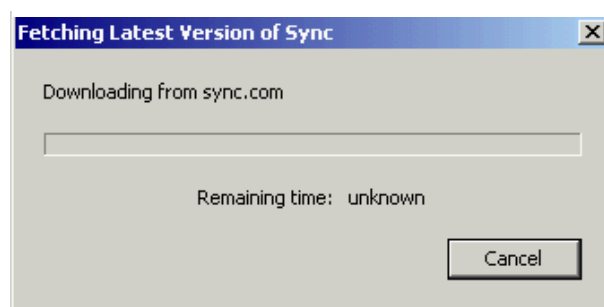 Fetching Latest Version of Sync
Downloading from sync.com
Remaining time: unknown
Cancel